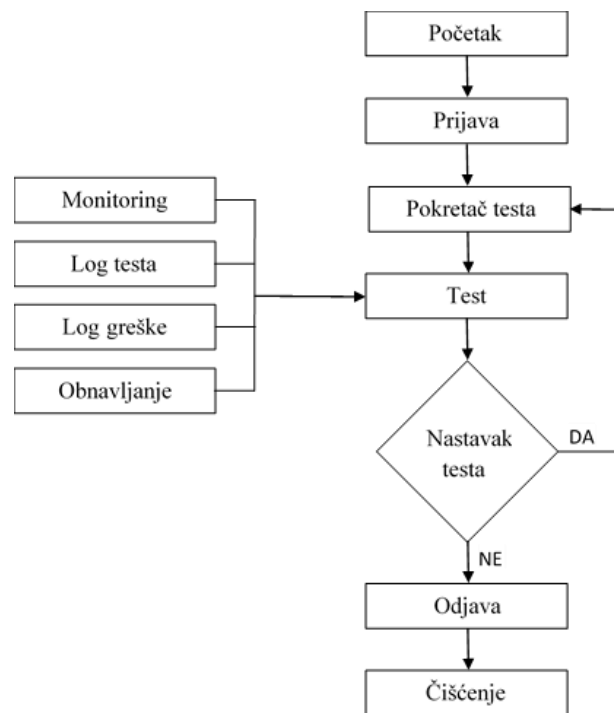 Početak
Prijava
Monitoring
Pokretač testa
Log testa
Test
Log greške
Obnavljanje
Nastavak
testa
DA
NE
Odjava
Čišćenje